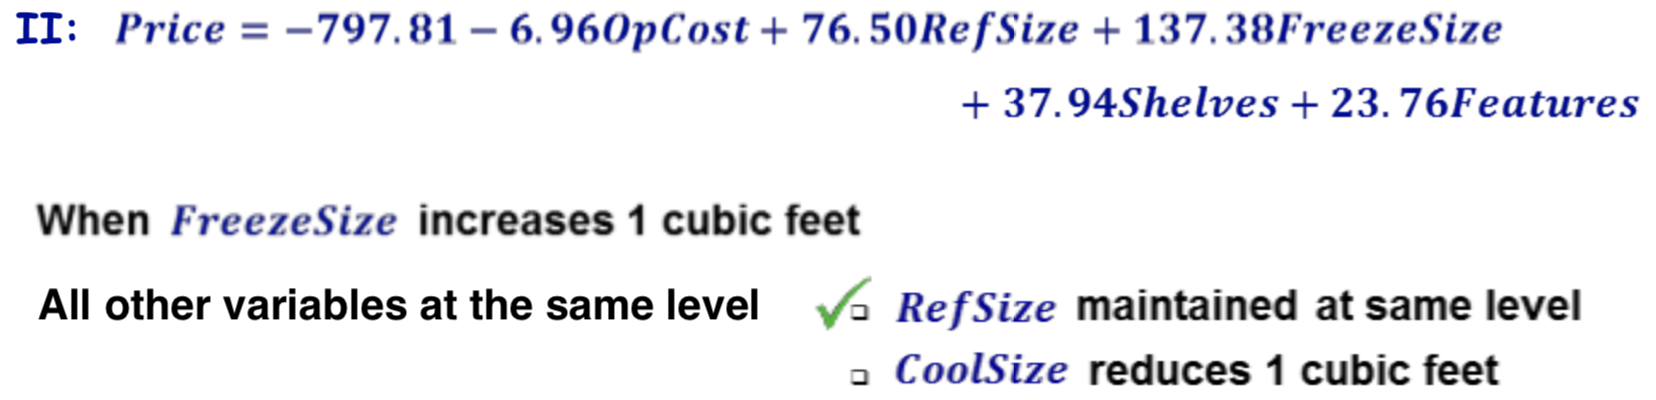 II: Price = −797.81 − 6.96OpCost + 76.50RefSize + 137.38FreezeSize
+ 37.94Shelves + 23.76Features
When FreezeSize increases 1 cubic feet
All other variables at the same level ✓ □ RefSize maintained at same level
□ CoolSize reduces 1 cubic feet